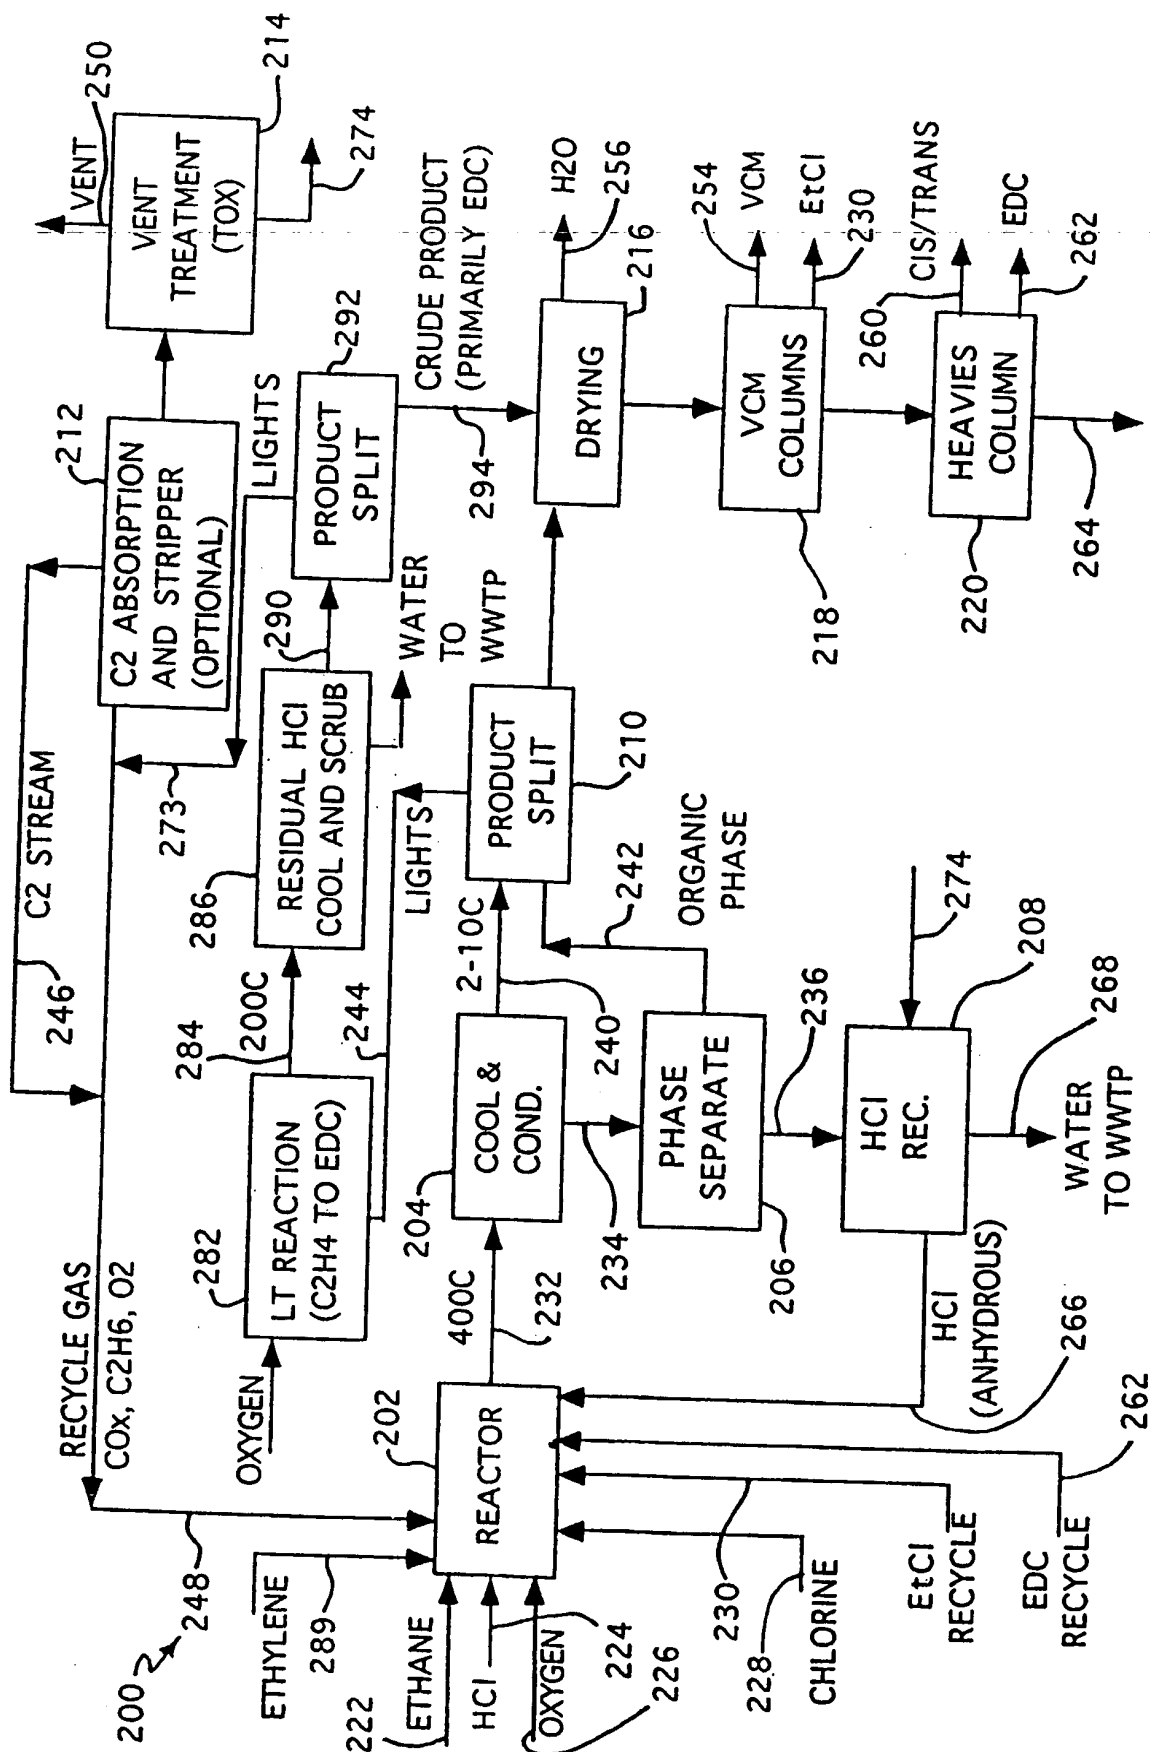 200
VENT
250
VENT
TREATMENT
(TOX)
214
274
212
C2 ABSORPTION
AND STRIPPER
(OPTIONAL)
C2 STREAM
246
RECYCLE GAS
COx, C2H6, O2
248
273
LIGHTS
282
LT REACTION
(C2H4 TO EDC)
OXYGEN
284
200C
286
RESIDUAL HCl
COOL AND SCRUB
290
PRODUCT
SPLIT
292
WATER
TO
WWTP
244
LIGHTS
CRUDE PRODUCT
(PRIMARILY EDC)
294
ETHYLENE
289
ETHANE
222
HCl
224
OXYGEN
226
202
REACTOR
400C
232
204
COOL &
COND.
2-10C
240
PRODUCT
SPLIT
210
DRYING
216
H2O
256
228
CHLORINE
230
EtCl
RECYCLE
EDC
RECYCLE
262
234
PHASE
SEPARATE
206
242
ORGANIC
PHASE
236
HCl
REC.
208
274
HCl
(ANHYDROUS)
266
268
WATER
TO WWTP
VCM
COLUMNS
218
254
VCM
EtCl
230
HEAVIES
COLUMN
220
260
CIS/TRANS
EDC
262
264